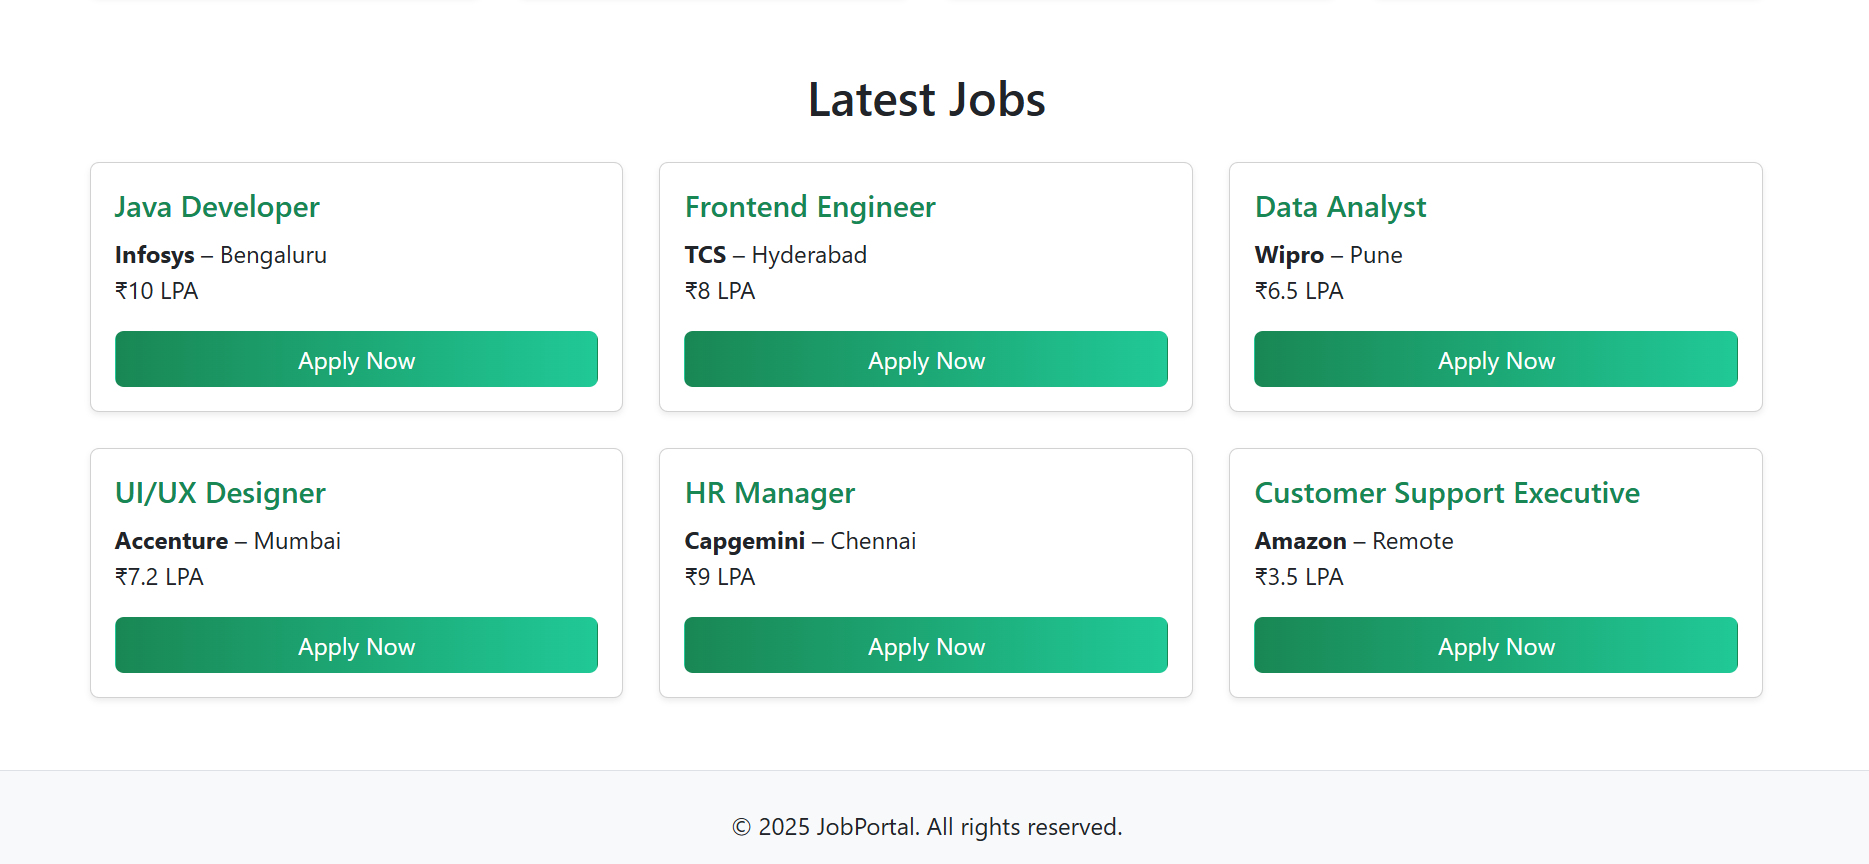 Latest Jobs
Java Developer
Infosys – Bengaluru
₹10 LPA
Apply Now
Frontend Engineer
TCS – Hyderabad
₹8 LPA
Apply Now
Data Analyst
Wipro – Pune
₹6.5 LPA
Apply Now
UI/UX Designer
Accenture – Mumbai
₹7.2 LPA
Apply Now
HR Manager
Capgemini – Chennai
₹9 LPA
Apply Now
Customer Support Executive
Amazon – Remote
₹3.5 LPA
Apply Now
© 2025 JobPortal. All rights reserved.